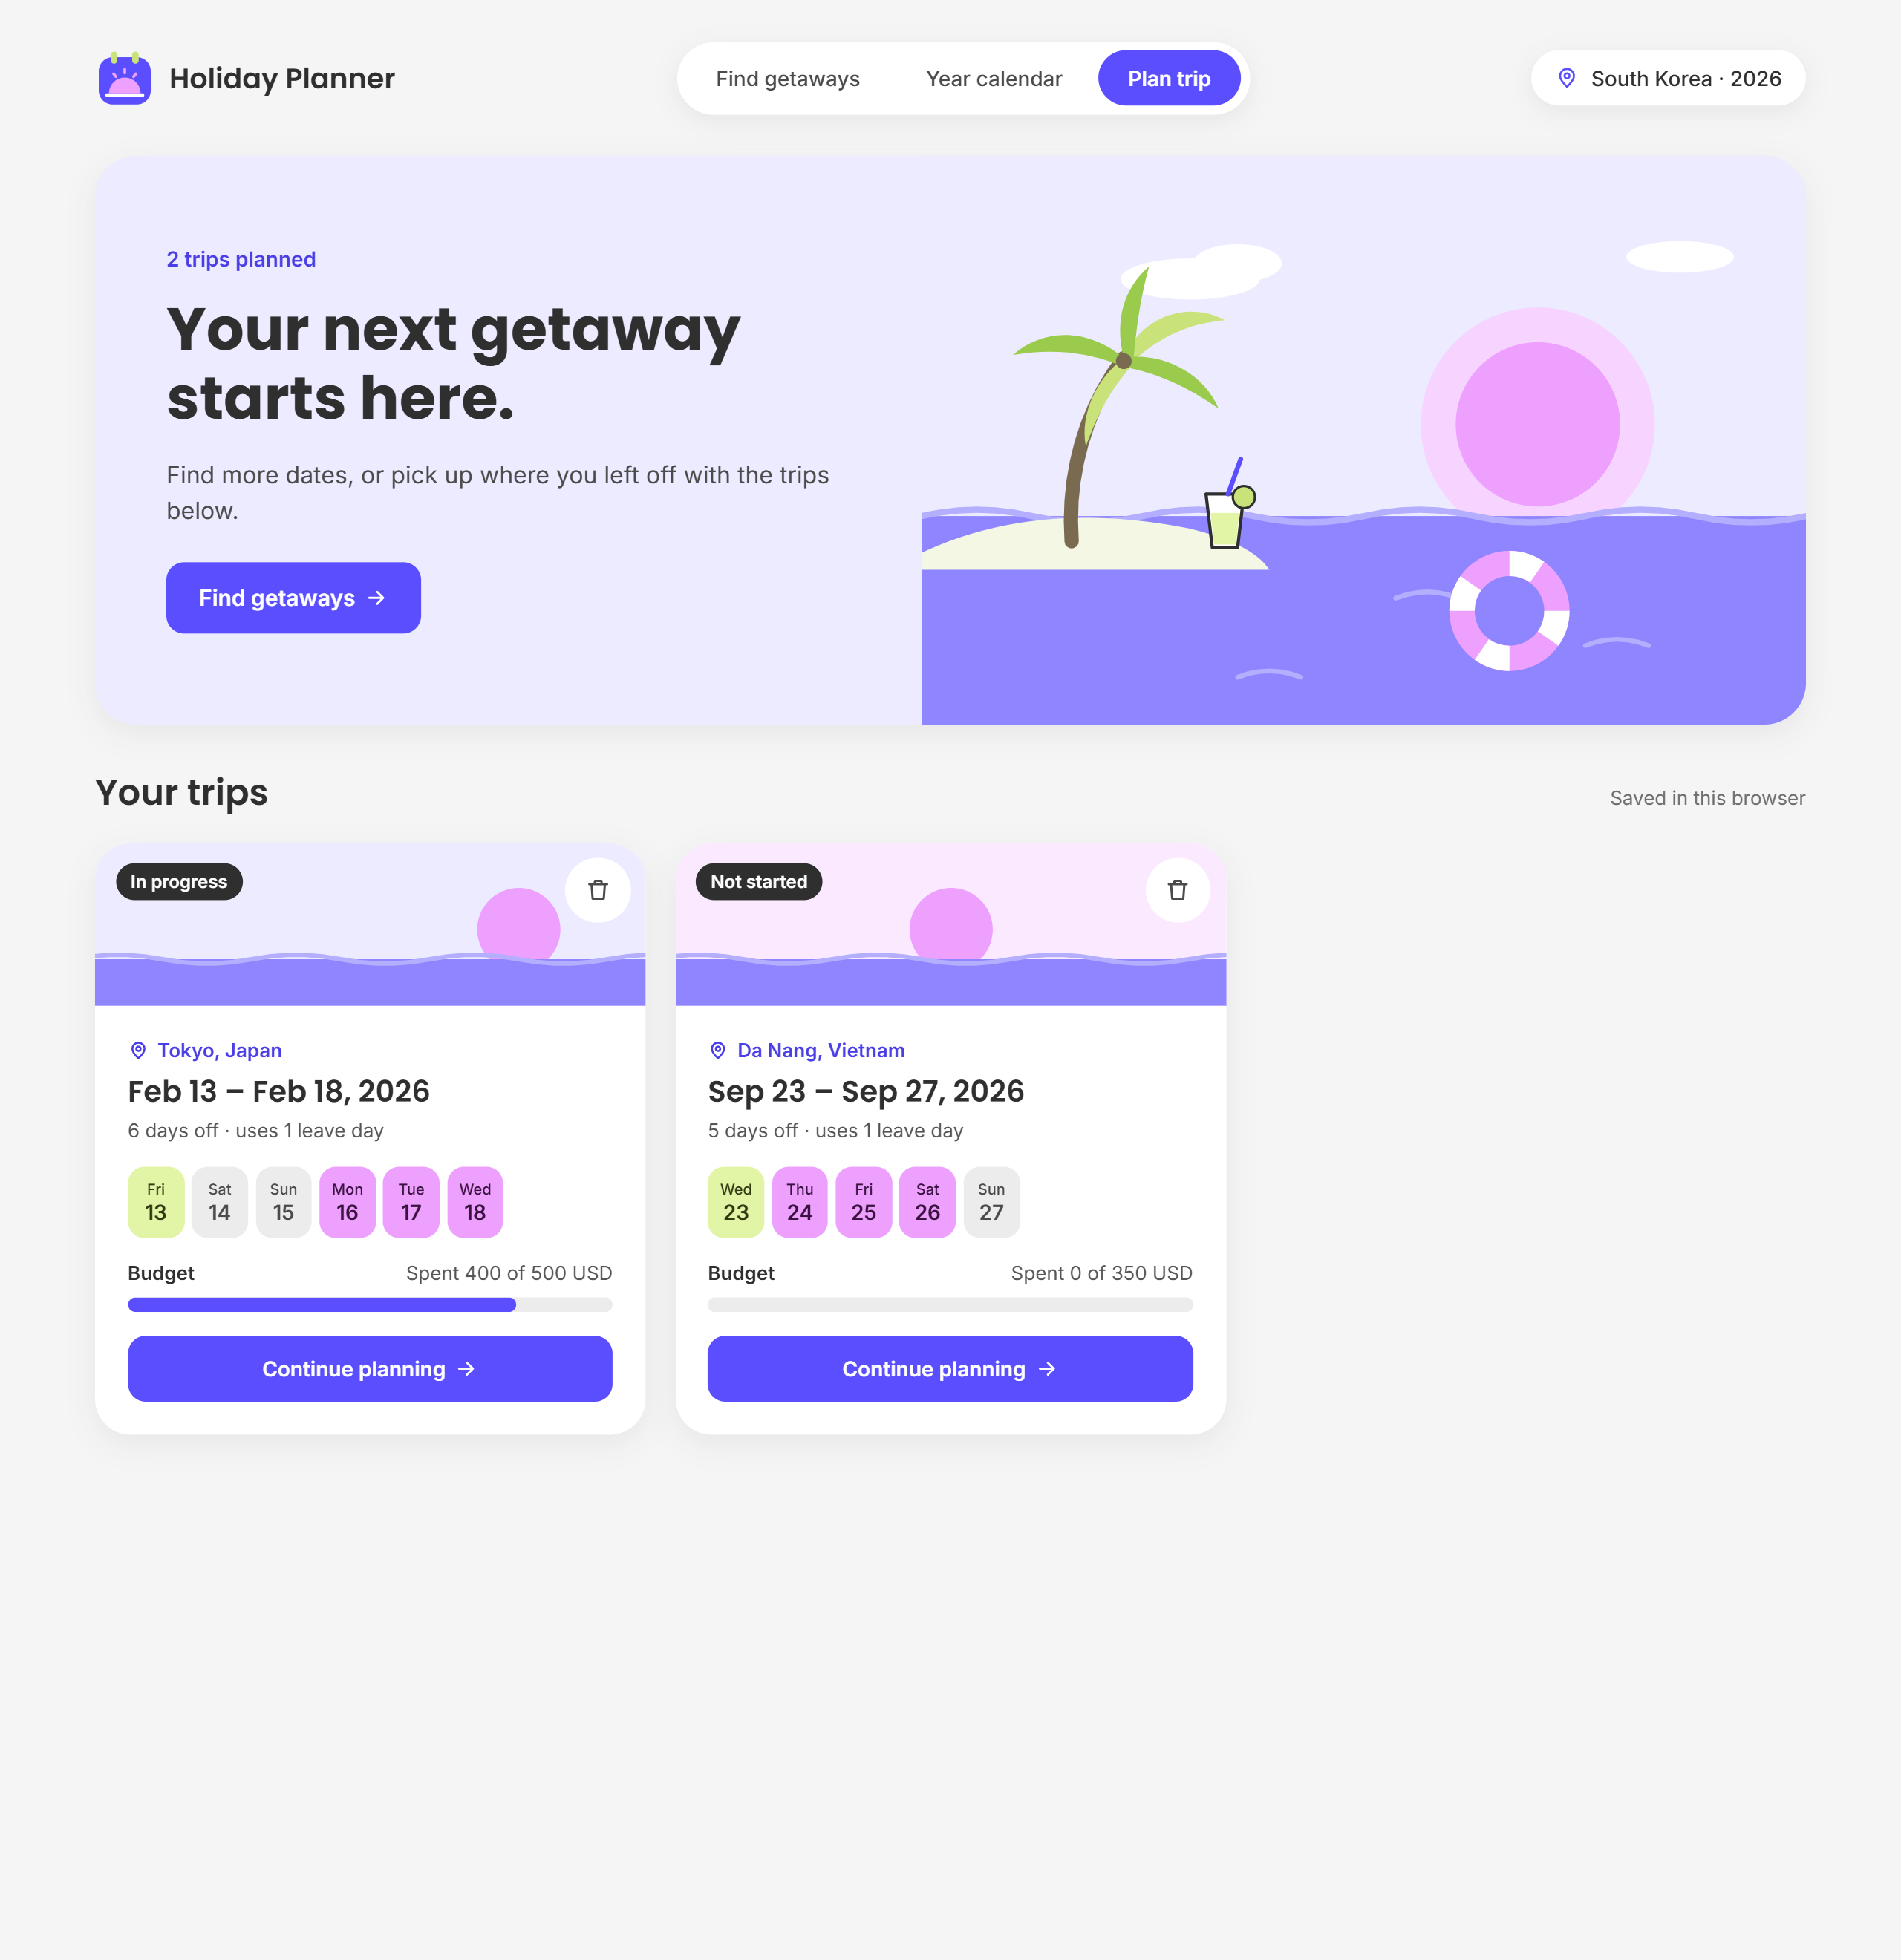 Holiday Planner
Find getaways
Year calendar
Plan trip
South Korea · 2026
2 trips planned
Your next getaway
starts here.
Find more dates, or pick up where you left off with the trips
below.
Find getaways →
Your trips
Saved in this browser
In progress
Tokyo, Japan
Feb 13 – Feb 18, 2026
6 days off · uses 1 leave day
Fri Sat Sun Mon Tue Wed
13 14 15 16 17 18
Budget
Spent 400 of 500 USD
Continue planning →
Not started
Da Nang, Vietnam
Sep 23 – Sep 27, 2026
5 days off · uses 1 leave day
Wed Thu Fri Sat Sun
23 24 25 26 27
Budget
Spent 0 of 350 USD
Continue planning →